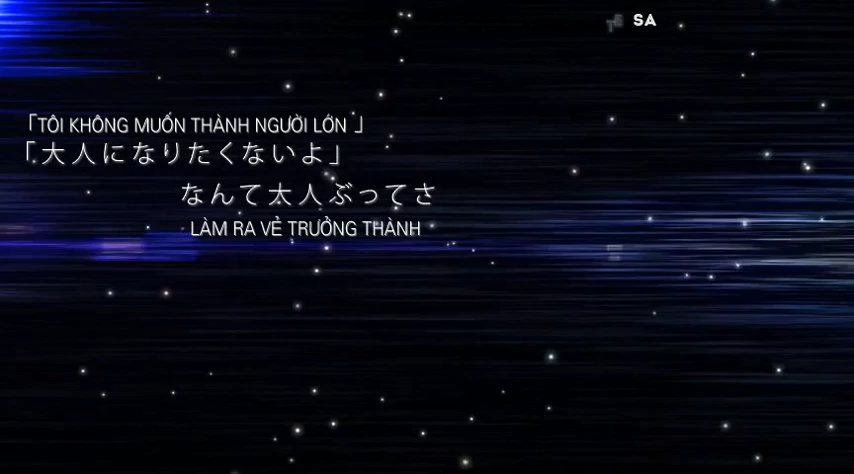 SA
「TÔI KHÔNG MUỐN THÀNH NGƯỜI LỚN 」
「大人になりたくないよ」
なんて大人ぶってさ
LÀM RA VẺ TRƯỞNG THÀNH